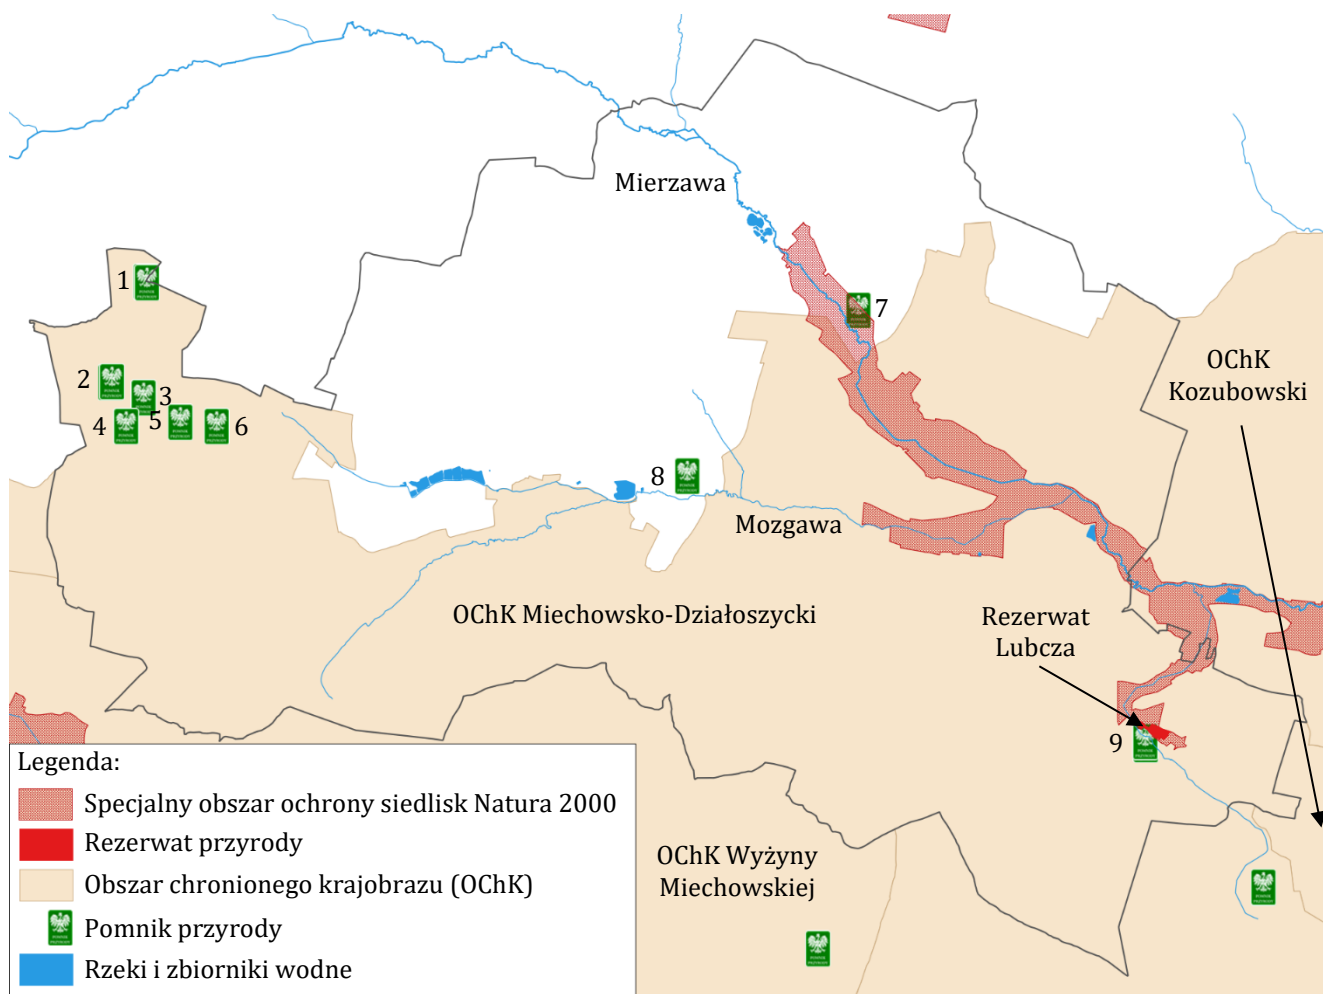 Mierzawa
1
7
2
3
4
5
6
OChK
Kozubowski
8
Mozgawa
OChK Miechowsko-Działoszycki
Rezerwat
Lubcza
9
Legenda:
Specjalny obszar ochrony siedlisk Natura 2000
Rezerwat przyrody
Obszar chronionego krajobrazu (OChK)
Pomnik przyrody
Rzeki i zbiorniki wodne
OChK Wyżyny
Miechowskiej